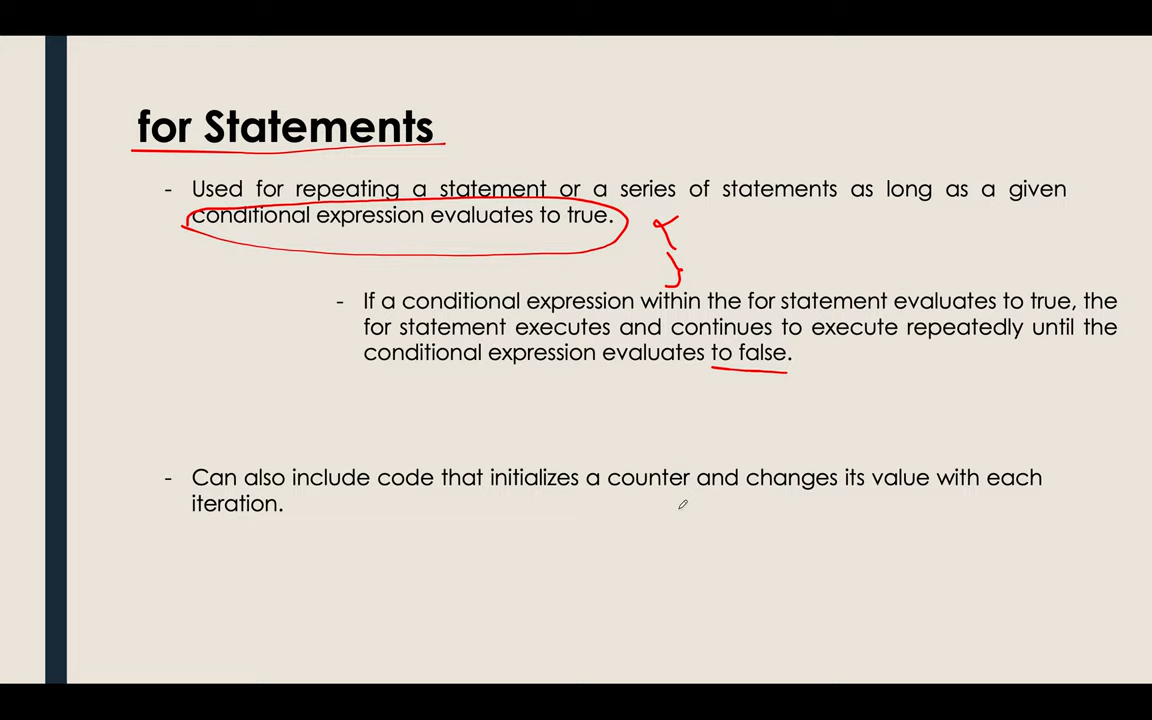 for Statements
- Used for repeating a statement or a series of statements as long as a given
conditional expression evaluates to true.
- If a conditional expression within the for statement evaluates to true, the
for statement executes and continues to execute repeatedly until the
conditional expression evaluates to false.
- Can also include code that initializes a counter and changes its value with each
iteration.